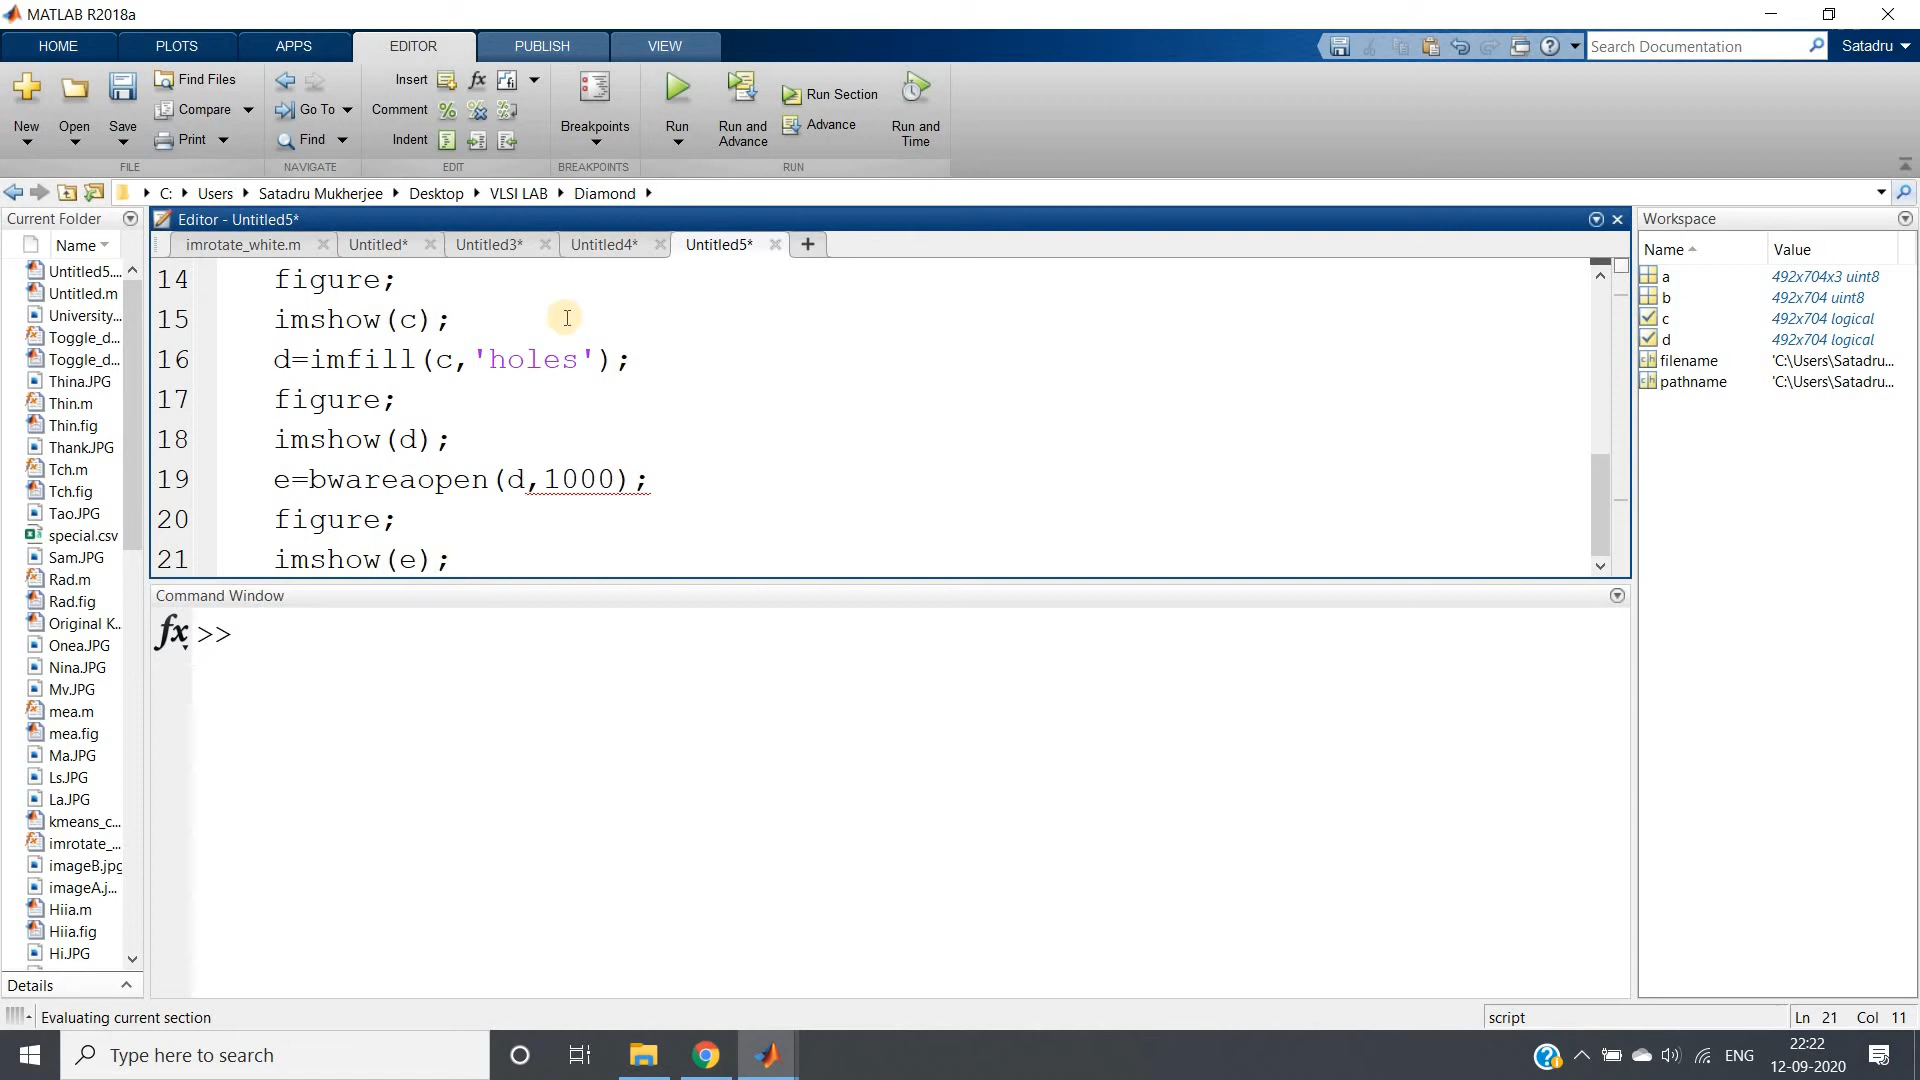 MATLAB R2018a
HOME PLOTS APPS EDITOR PUBLISH VIEW
Search Documentation
Satadru
New Open Save
Find Files
Compare
Print
Go To
Find
Insert
Comment
Indent
Breakpoints
Run
Run and Advance
Run Section
Advance
Run and Time
FILE NAVIGATE EDIT BREAKPOINTS RUN
C: Users Satadru Mukherjee Desktop VLSI LAB Diamond
Current Folder
Name
Untitled5....
Untitled.m
University...
Toggle_d...
Toggle_d...
Thina.JPG
Thin.m
Thin.fig
Thank.JPG
Tch.m
Tch.fig
Tao.JPG
special.csv
Sam.JPG
Rad.m
Rad.fig
Original K...
Onea.JPG
Nina.JPG
Mv.JPG
mea.m
mea.fig
Ma.JPG
Ls.JPG
La.JPG
kmeans_c...
imrotate_...
imageB.jpg
imageA.j...
Hiia.m
Hiia.fig
Hi.JPG
Details
Editor - Untitled5*
imrotate_white.m Untitled* Untitled3* Untitled4* Untitled5*
14 figure;
15 imshow(c);
16 d=imfill(c,'holes');
17 figure;
18 imshow(d);
19 e=bwareaopen(d,1000);
20 figure;
21 imshow(e);
Command Window
fx >>
Workspace
Name Value
a 492x704x3 uint8
b 492x704 uint8
c 492x704 logical
d 492x704 logical
filename 'C:\Users\Satadru...
pathname 'C:\Users\Satadru...
Evaluating current section
script
Ln 21 Col 11
Type here to search
ENG
22:22
12-09-2020